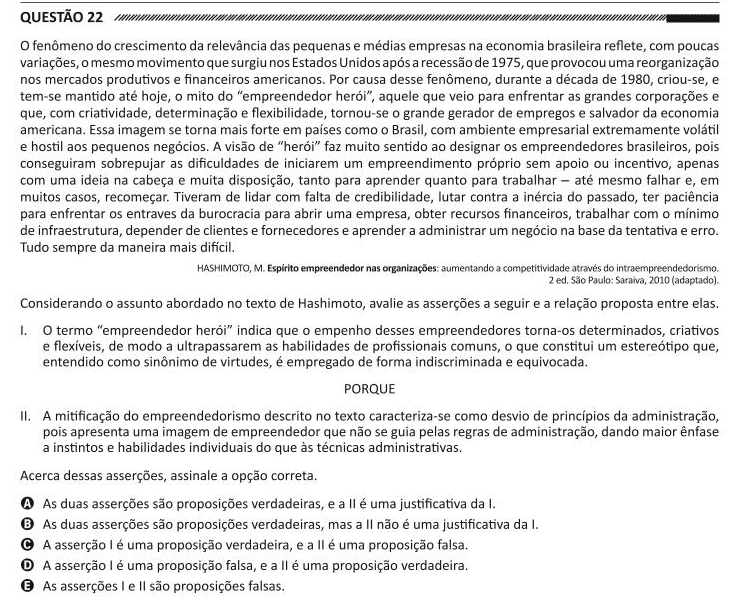 QUESTÃO 22
O fenômeno do crescimento da relevância das pequenas e médias empresas na economia brasileira reflete, com poucas
variações, o mesmo movimento que surgiu nos Estados Unidos após a recessão de 1975, que provocou uma reorganização
nos mercados produtivos e financeiros americanos. Por causa desse fenômeno, durante a década de 1980, criou-se, e
tem-se mantido até hoje, o mito do “empreendedor herói”, aquele que veio para enfrentar as grandes corporações e
que, com criatividade, determinação e flexibilidade, tornou-se o grande gerador de empregos e salvador da economia
americana. Essa imagem se torna mais forte em países como o Brasil, com ambiente empresarial extremamente volátil
e hostil aos pequenos negócios. A visão de “herói” faz muito sentido ao designar os empreendedores brasileiros, pois
conseguiram sobrepujar as dificuldades de iniciarem um empreendimento próprio sem apoio ou incentivo, apenas
com uma ideia na cabeça e muita disposição, tanto para aprender quanto para trabalhar – até mesmo falhar e, em
muitos casos, recomeçar. Tiveram de lidar com falta de credibilidade, lutar contra a inércia do passado, ter paciência
para enfrentar os entraves da burocracia para abrir uma empresa, obter recursos financeiros, trabalhar com o mínimo
de infraestrutura, depender de clientes e fornecedores e aprender a administrar um negócio na base da tentativa e erro.
Tudo sempre da maneira mais difícil.
HASHIMOTO, M. Espírito empreendedor nas organizações: aumentando a competitividade através do intraempreendedorismo.
2 ed. São Paulo: Saraiva, 2010 (adaptado).
Considerando o assunto abordado no texto de Hashimoto, avalie as asserções a seguir e a relação proposta entre elas.
I. O termo “empreendedor herói” indica que o empenho desses empreendedores torna-os determinados, criativos
e flexíveis, de modo a ultrapassarem as habilidades de profissionais comuns, o que constitui um estereótipo que,
entendido como sinônimo de virtudes, é empregado de forma indiscriminada e equivocada.
PORQUE
II. A mitificação do empreendedorismo descrito no texto caracteriza-se como desvio de princípios da administração,
pois apresenta uma imagem de empreendedor que não se guia pelas regras de administração, dando maior ênfase
a instintos e habilidades individuais do que às técnicas administrativas.
Acerca dessas asserções, assinale a opção correta.
A As duas asserções são proposições verdadeiras, e a II é uma justificativa da I.
B As duas asserções são proposições verdadeiras, mas a II não é uma justificativa da I.
C A asserção I é uma proposição verdadeira, e a II é uma proposição falsa.
D A asserção I é uma proposição falsa, e a II é uma proposição verdadeira.
E As asserções I e II são proposições falsas.